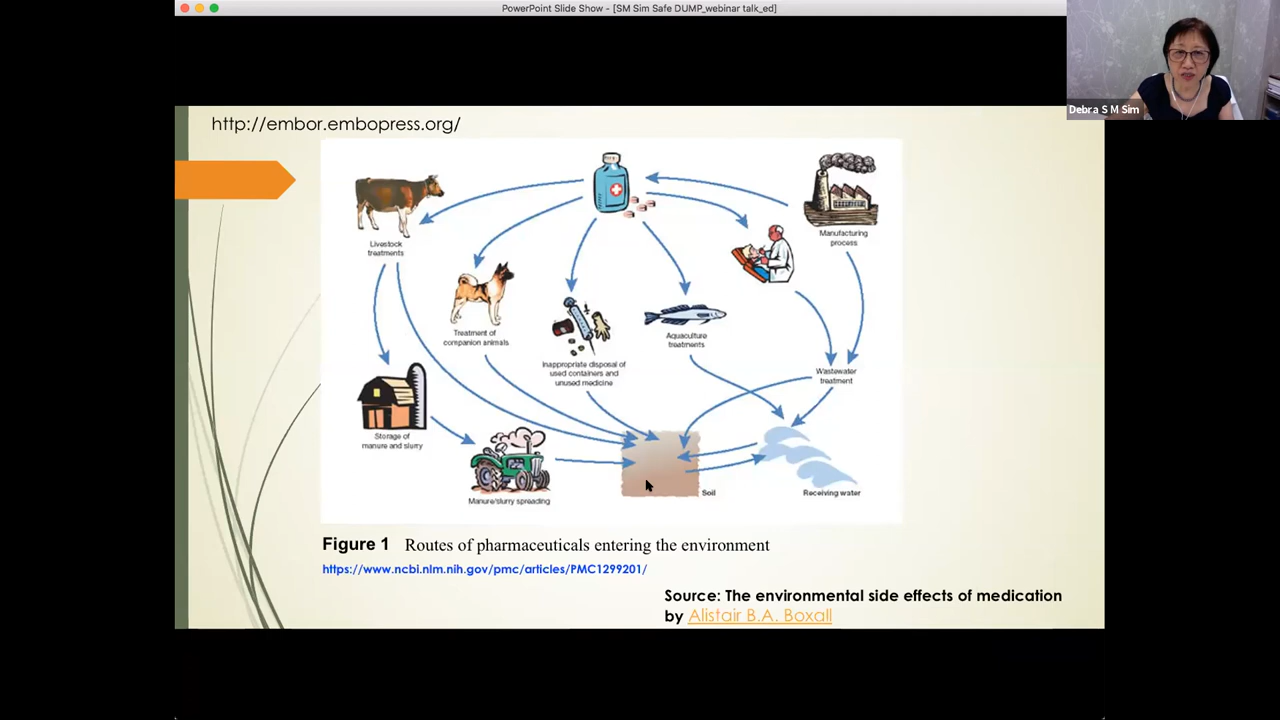 PowerPoint Slide Show - [SM Sim Safe DUMP_webinar talk_ed]
Debra S M Sim
http://embor.embopress.org/
Manufacturing
process
Livestock
treatments
Treatment of
companion animals
Aquaculture
treatments
Inappropriate disposal of
used containers and
unused medicine
Wastewater
treatment
Storage of
manure and slurry
Manure/slurry spreading
Soil
Receiving water
Figure 1 Routes of pharmaceuticals entering the environment
https://www.ncbi.nlm.nih.gov/pmc/articles/PMC1299201/
Source: The environmental side effects of medication
by Alistair B.A. Boxall